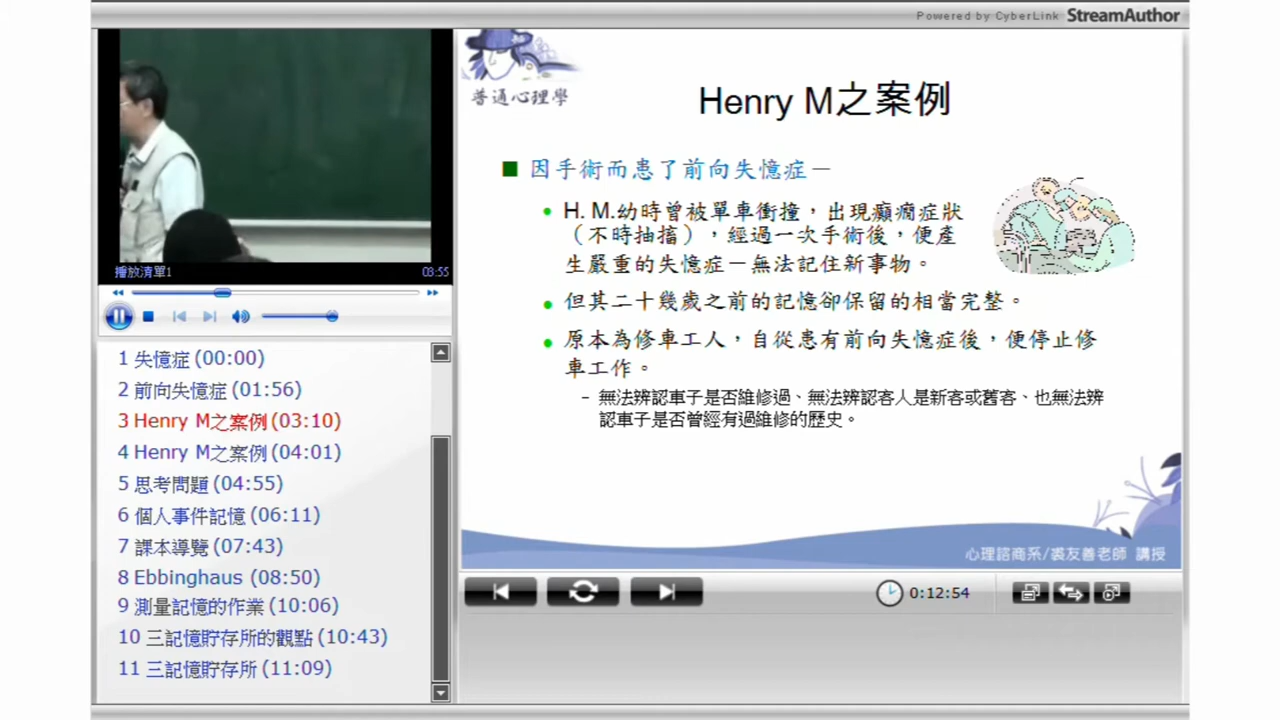 Powered by CyberLink StreamAuthor
播放清單1
03:55
1 失憶症 (00:00)
2 前向失憶症 (01:56)
3 Henry M之案例 (03:10)
4 Henry M之案例 (04:01)
5 思考問題 (04:55)
6 個人事件記憶 (06:11)
7 課本導覽 (07:43)
8 Ebbinghaus (08:50)
9 測量記憶的作業 (10:06)
10 三記憶貯存所的觀點 (10:43)
11 三記憶貯存所 (11:09)
普通心理學
Henry M之案例
因手術而患了前向失憶症－
H. M.幼時曾被單車衝撞，出現癲癇症狀
（不時抽搐），經過一次手術後，便產
生嚴重的失憶症－無法記住新事物。
但其二十幾歲之前的記憶卻保留的相當完整。
原本為修車工人，自從患有前向失憶症後，便停止修
車工作。
－ 無法辨認車子是否維修過、無法辨認客人是新客或舊客、也無法辨
認車子是否曾經有過維修的歷史。
心理諮商系/裘友善老師 講授
0:12:54